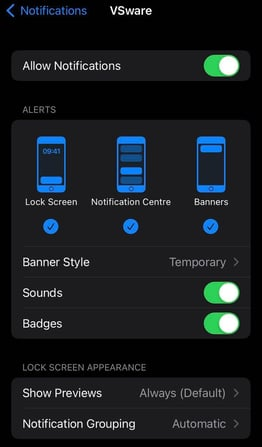 Notifications VSware
Allow Notifications
ALERTS
09:41
Lock Screen Notification Centre Banners
Banner Style Temporary
Sounds
Badges
LOCK SCREEN APPEARANCE
Show Previews Always (Default)
Notification Grouping Automatic